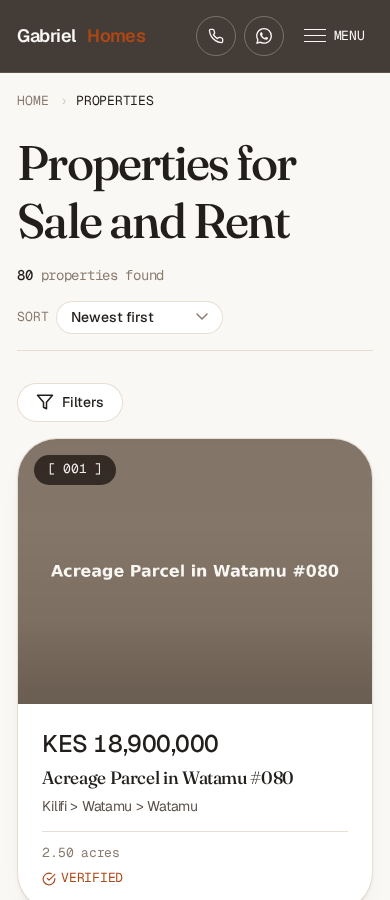 Gabriel Homes
MENU
HOME › PROPERTIES
Properties for
Sale and Rent
80 properties found
SORT Newest first
Filters
[ 001 ]
Acreage Parcel in Watamu #080
KES 18,900,000
Acreage Parcel in Watamu #080
Kilifi > Watamu > Watamu
2.50 acres
VERIFIED